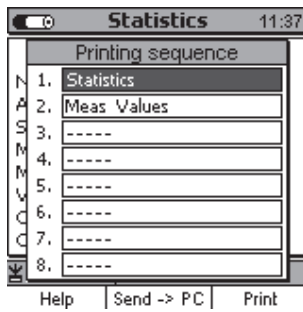 Statistics 11:37
Printing sequence
1. Statistics
2. Meas Values
3. -----
4. -----
5. -----
6. -----
7. -----
8. -----
Help Send -> PC Print